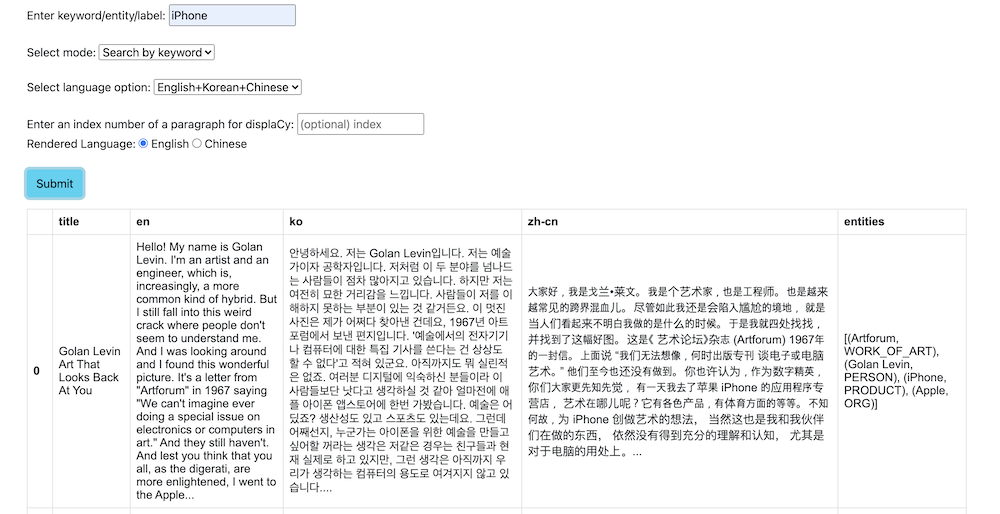 Enter keyword/entity/label: iPhone
Select mode: Search by keyword
Select language option: English+Korean+Chinese
Enter an index number of a paragraph for displaCy: (optional) index
Rendered Language: English Chinese
Submit
title en ko zh-cn entities
0
Golan Levin
Art That
Looks Back
At You
Hello! My name is Golan
Levin. I'm an artist and an
engineer, which is,
increasingly, a more
common kind of hybrid. But
I still fall into this weird
crack where people don't
seem to understand me.
And I was looking around
and I found this wonderful
picture. It's a letter from
"Artforum" in 1967 saying
"We can't imagine ever
doing a special issue on
electronics or computers in
art." And they still haven't.
And lest you think that you
all, as the digerati, are
more enlightened, I went to
the Apple...
안녕하세요. 저는 Golan Levin입니다. 저는 예술
가이자 공학자입니다. 저처럼 이 두 분야를 넘나드
는 사람들이 점차 많아지고 있습니다. 하지만 저는
여전히 묘한 거리감을 느낍니다. 사람들이 저를 이
해하지 못하는 부분이 있는 것 같거든요. 이 멋진
사진은 제가 어쩌다 찾아낸 건데요, 1967년 아트
포럼에서 보낸 편지입니다. '예술에서의 전자기기
나 컴퓨터에 대한 특집 기사를 쓴다는 건 상상도
할 수 없다'고 적혀 있군요. 아직까지도 뭐 실린적
은 없죠. 여러분 디지털에 익숙하신 분들이라 이
사람들보단 낫다고 생각하실 것 같아 얼마전에 애
플 아이폰 앱스토어에 한번 가봤습니다. 예술은 어
딨죠? 생산성도 있고 스포츠도 있는데요. 그런데
어째선지, 누군가는 아이폰을 위한 예술을 만들고
싶어할 꺼라는 생각은 저같은 경우는 친구들과 현
재 실제로 하고 있지만, 그런 생각은 아직까지 우
리가 생각하는 컴퓨터의 용도로 여겨지지 않고 있
습니다....
大家好，我是戈兰•莱文。我是个艺术家，也是工程师。也是越来
越常见的跨界混血儿。尽管如此我还是会陷入尴尬的境地，就是
当人们看起来不明白我做的是什么的时候。于是我就四处找找，
并找到了这幅好图。这是《 艺术论坛》杂志 (Artforum) 1967年
的一封信。上面说 “我们无法想像，何时出版专刊 谈电子或电脑
艺术。” 他们至今也还没有做到。 你也许认为，作为数字精英，
你们大家更先知先觉 ，有一天我去了苹果 iPhone 的应用程序专
营店， 艺术在哪儿呢？它有各色产品，有体育方面的等等。不知
何故，为 iPhone 创做艺术的想法， 当然这也是我和我伙伴
们在做的东西， 依然没有得到充分的理解和认知， 尤其是
对于电脑的用处上。...
[(Artforum,
WORK_OF_ART),
(Golan Levin,
PERSON), (iPhone,
PRODUCT), (Apple,
ORG)]